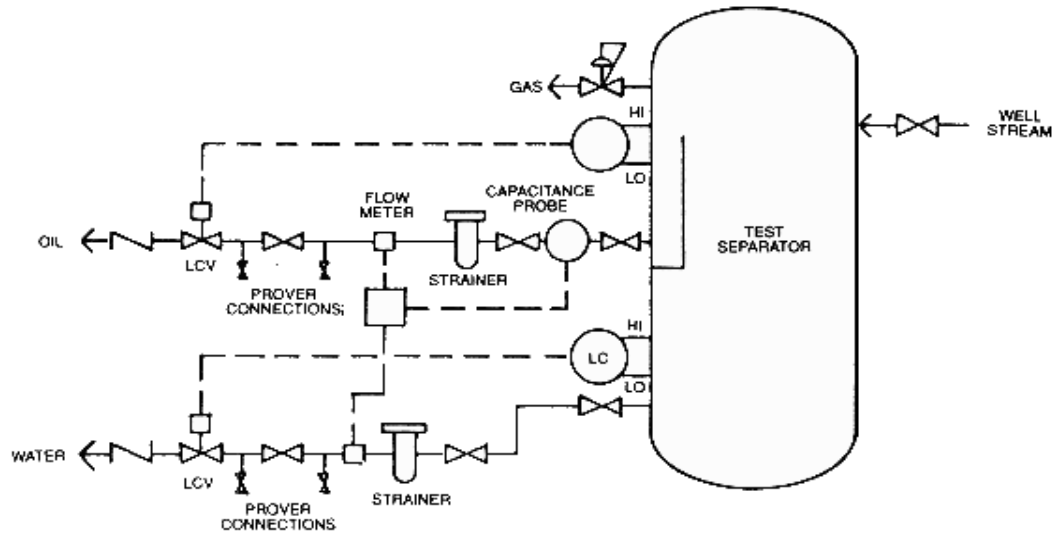 GAS
HI
LO
WELL
STREAM
FLOW
METER
CAPACITANCE
PROBE
TEST
SEPARATOR
OIL
LCV
STRAINER
PROVER
CONNECTIONS
HI
LC
LO
WATER
LCV
STRAINER
PROVER
CONNECTIONS